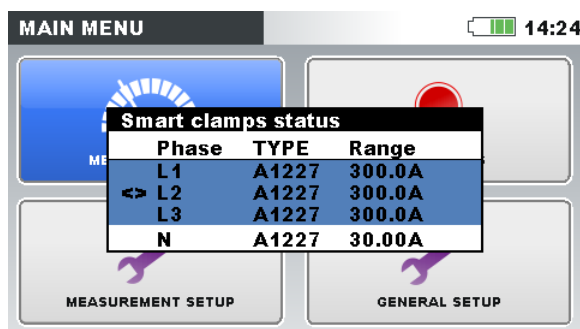 MAIN MENU 14:24
Smart clamps status
Phase TYPE Range
L1 A1227 300.0A
<> L2 A1227 300.0A
L3 A1227 300.0A
N A1227 30.00A
MEASUREMENT SETUP GENERAL SETUP